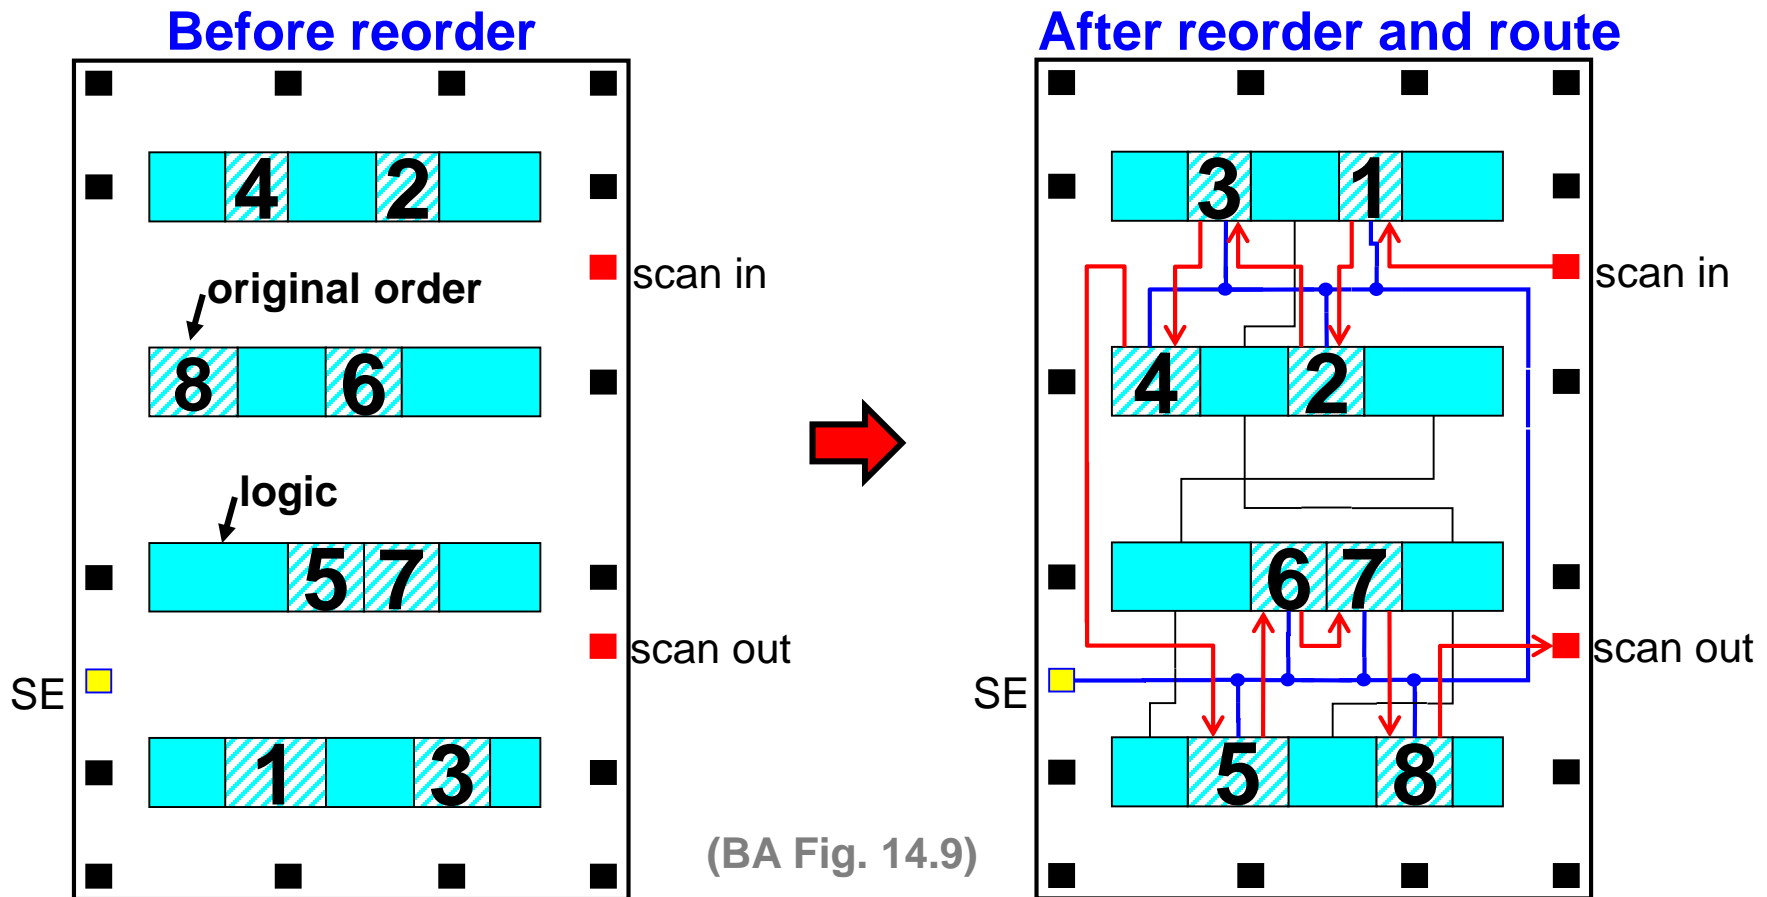 Before reorder
4 2
scan in
original order
8 6
logic
5 7
scan out
SE
1 3
After reorder and route
3 1
scan in
4 2
6 7
scan out
SE
5 8
(BA Fig. 14.9)